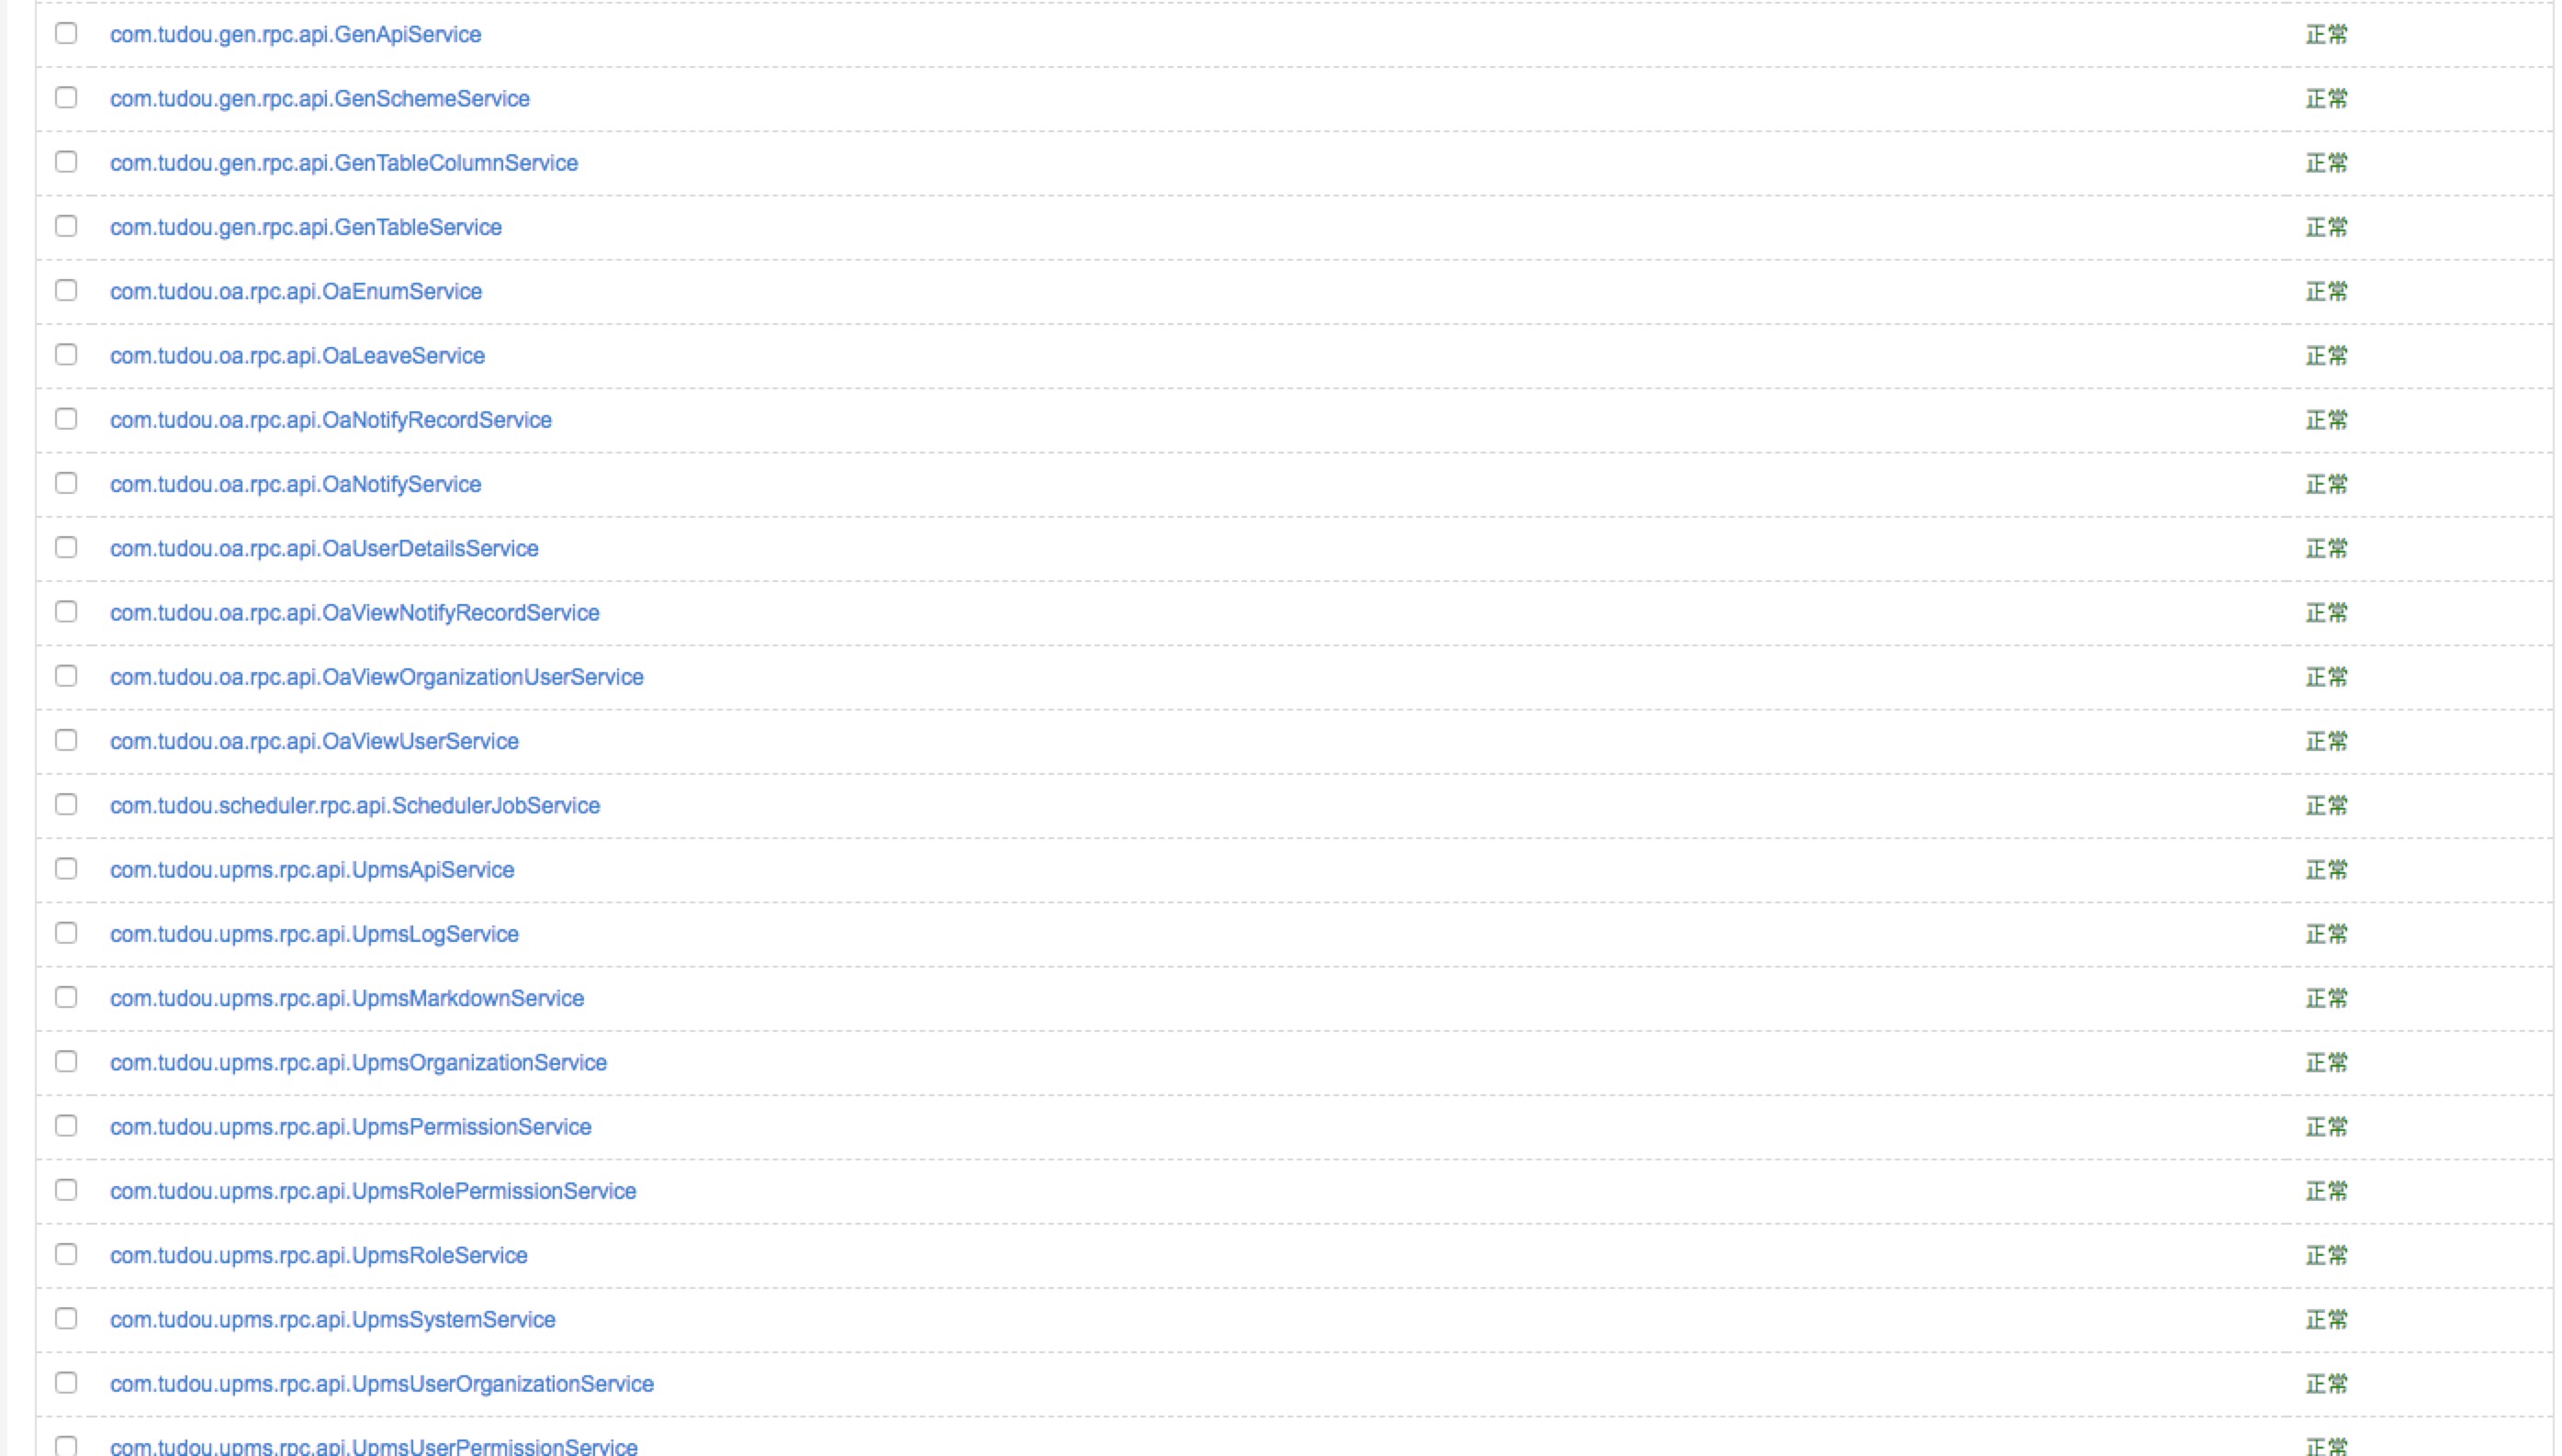 com.tudou.gen.rpc.api.GenApiService 正常
com.tudou.gen.rpc.api.GenSchemeService 正常
com.tudou.gen.rpc.api.GenTableColumnService 正常
com.tudou.gen.rpc.api.GenTableService 正常
com.tudou.oa.rpc.api.OaEnumService 正常
com.tudou.oa.rpc.api.OaLeaveService 正常
com.tudou.oa.rpc.api.OaNotifyRecordService 正常
com.tudou.oa.rpc.api.OaNotifyService 正常
com.tudou.oa.rpc.api.OaUserDetailsService 正常
com.tudou.oa.rpc.api.OaViewNotifyRecordService 正常
com.tudou.oa.rpc.api.OaViewOrganizationUserService 正常
com.tudou.oa.rpc.api.OaViewUserService 正常
com.tudou.scheduler.rpc.api.SchedulerJobService 正常
com.tudou.upms.rpc.api.UpmsApiService 正常
com.tudou.upms.rpc.api.UpmsLogService 正常
com.tudou.upms.rpc.api.UpmsMarkdownService 正常
com.tudou.upms.rpc.api.UpmsOrganizationService 正常
com.tudou.upms.rpc.api.UpmsPermissionService 正常
com.tudou.upms.rpc.api.UpmsRolePermissionService 正常
com.tudou.upms.rpc.api.UpmsRoleService 正常
com.tudou.upms.rpc.api.UpmsSystemService 正常
com.tudou.upms.rpc.api.UpmsUserOrganizationService 正常
com.tudou.upms.rpc.api.UpmsUserPermissionService 正常